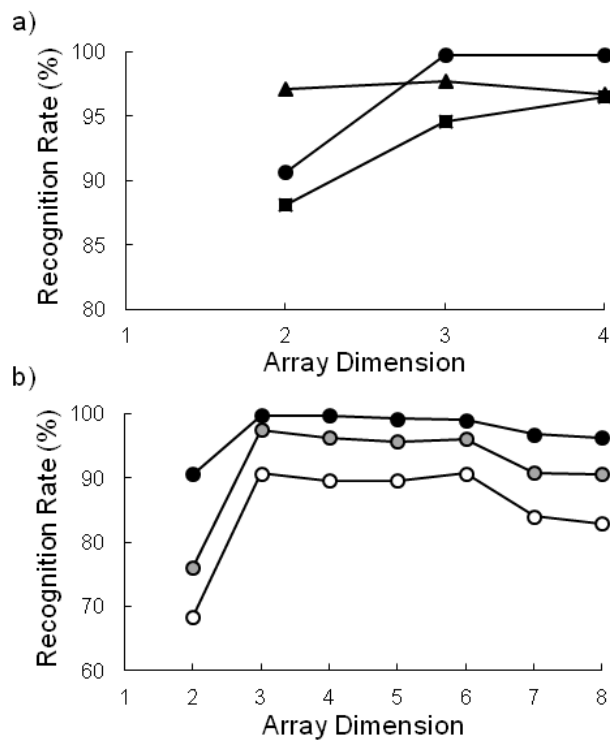 a)
Recognition Rate (%)
100
95
90
85
80
1 2 3 4
Array Dimension
b)
Recognition Rate (%)
100
90
80
70
60
1 2 3 4 5 6 7 8
Array Dimension